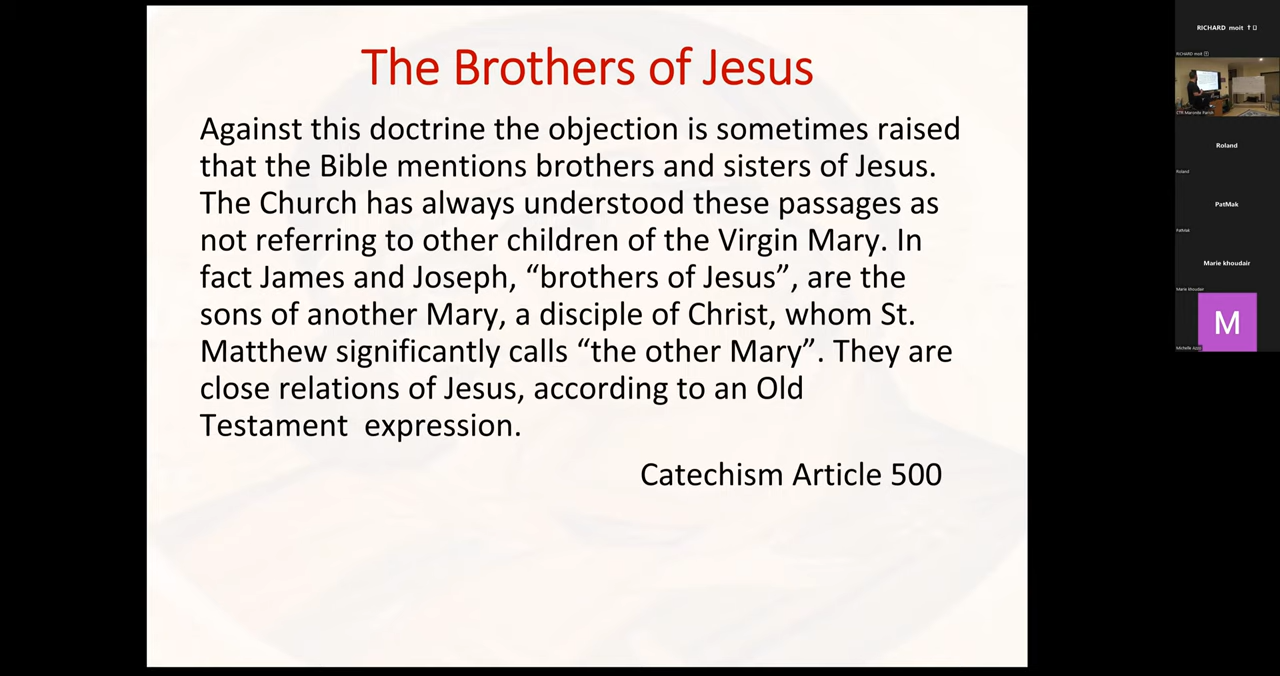 The Brothers of Jesus
Against this doctrine the objection is sometimes raised
that the Bible mentions brothers and sisters of Jesus.
The Church has always understood these passages as
not referring to other children of the Virgin Mary. In
fact James and Joseph, “brothers of Jesus”, are the
sons of another Mary, a disciple of Christ, whom St.
Matthew significantly calls “the other Mary”. They are
close relations of Jesus, according to an Old
Testament  expression.
Catechism Article 500
RICHARD moit
RICHARD moit
Roland
Roland
PatMak
PatMak
Marie khoudair
Marie khoudair
M